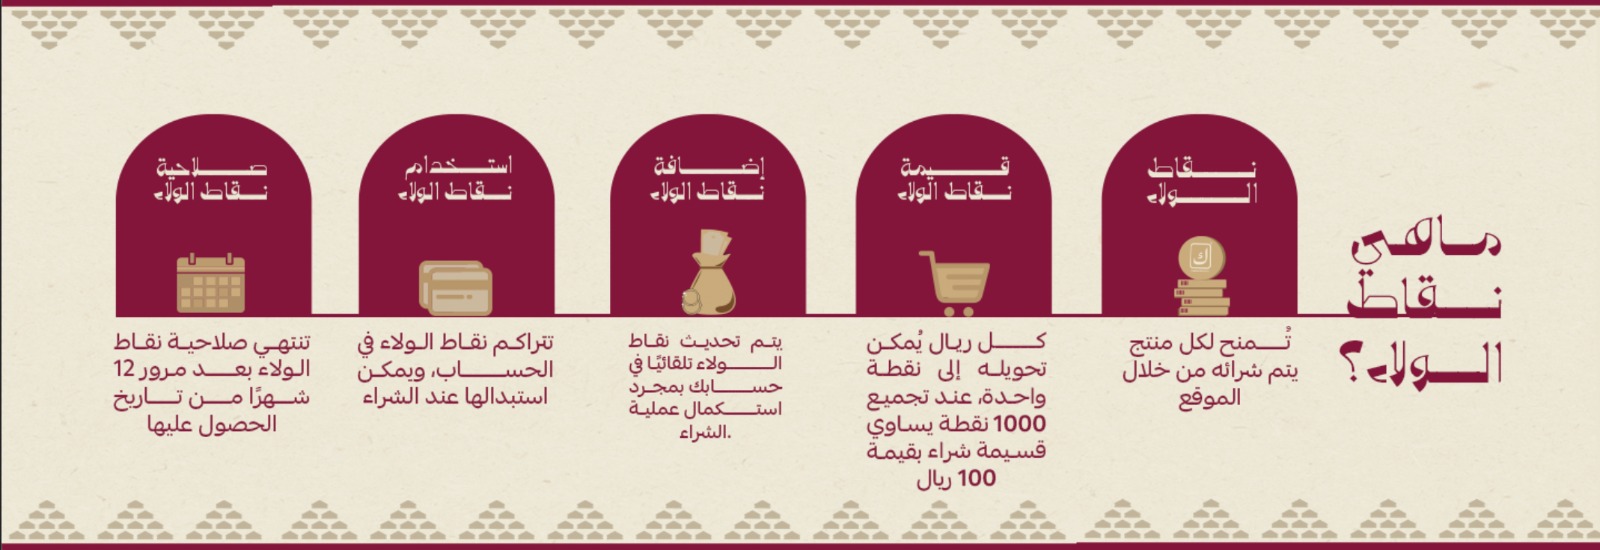 ماهي
نقاط
الولاء؟
نقاط
الولاء
ك
تُمنح لكل منتج
يتم شرائه من خلال
الموقع
قيمة
نقاط الولاء
كل ريال يُمكن
تحويله إلى نقطة
واحدة، عند تجميع
1000 نقطة يساوي
قسيمة شراء بقيمة
100 ريال
إضافة
نقاط الولاء
يتم تحديث نقاط
الولاء تلقائيًا في
حسابك بمجرد
استكمال عملية
الشراء.
استخدام
نقاط الولاء
تتراكم نقاط الولاء في
الحساب، ويمكن
استبدالها عند الشراء
صلاحية
نقاط الولاء
تنتهي صلاحية نقاط
الولاء بعد مرور 12
شهرًا من تاريخ
الحصول عليها